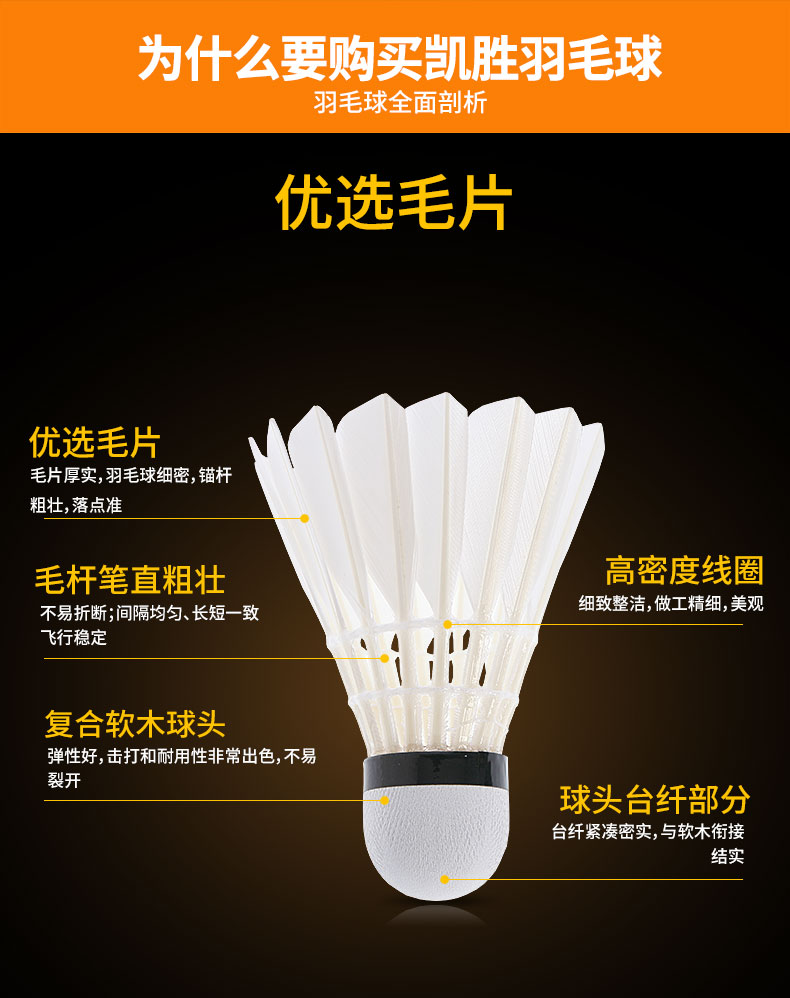 为什么要购买凯胜羽毛球
羽毛球全面剖析
优选毛片
优选毛片
毛片厚实，羽毛球细密，锚杆
粗壮，落点准
毛杆笔直粗壮
不易折断；间隔均匀、长短一致
飞行稳定
复合软木球头
弹性好，击打和耐用性非常出色，不易
裂开
高密度线圈
细致整洁，做工精细，美观
球头台纤部分
台纤紧凑密实，与软木衔接
结实